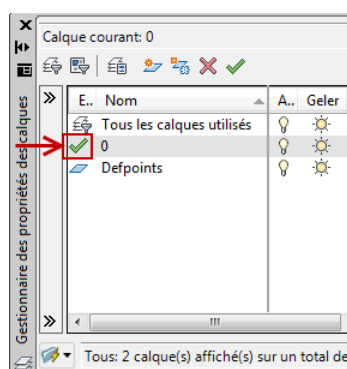 Calque courant: 0
E.. Nom A.. Geler
Tous les calques utilisés
0
Defpoints
Tous: 2 calque(s) affiché(s) sur un total de
Gestionnaire des propriétés des calques